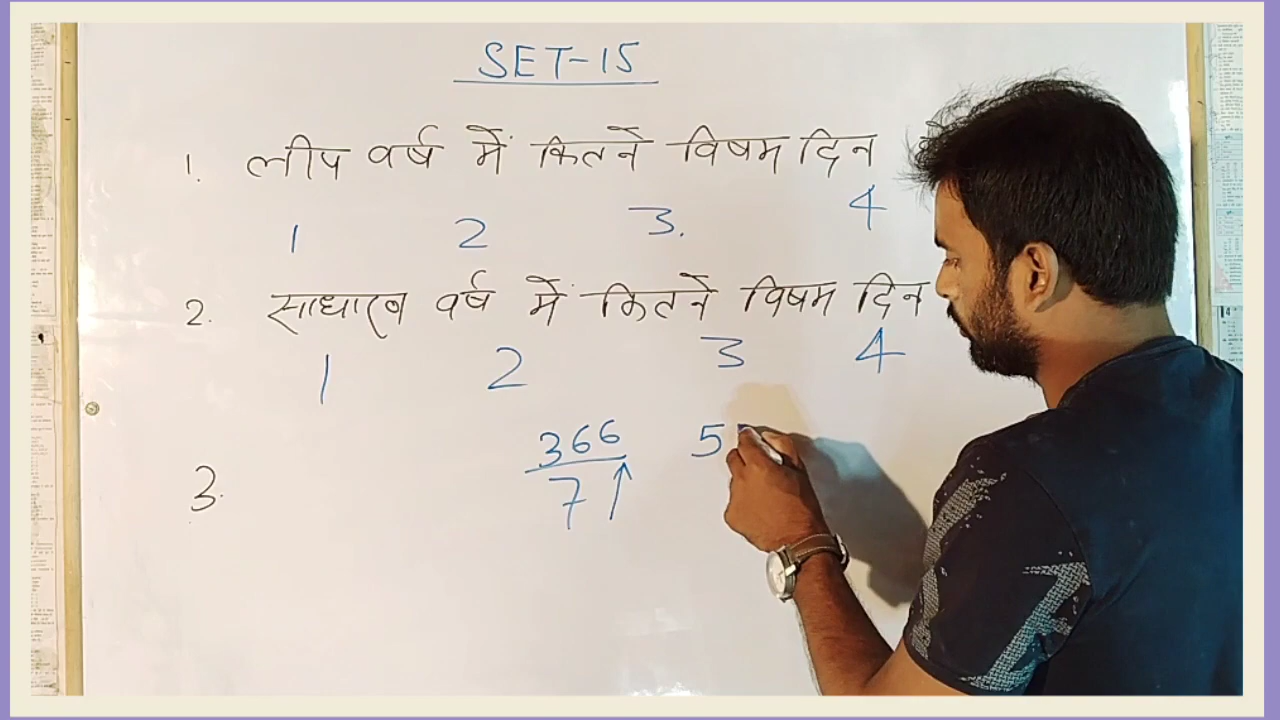 SET-15
1. लीप वर्ष में कितने विषम दिन
1 2 3. 4
2. साधारव वर्ष में कितने विषम दिन
1 2 3 4
366 5
7
3.